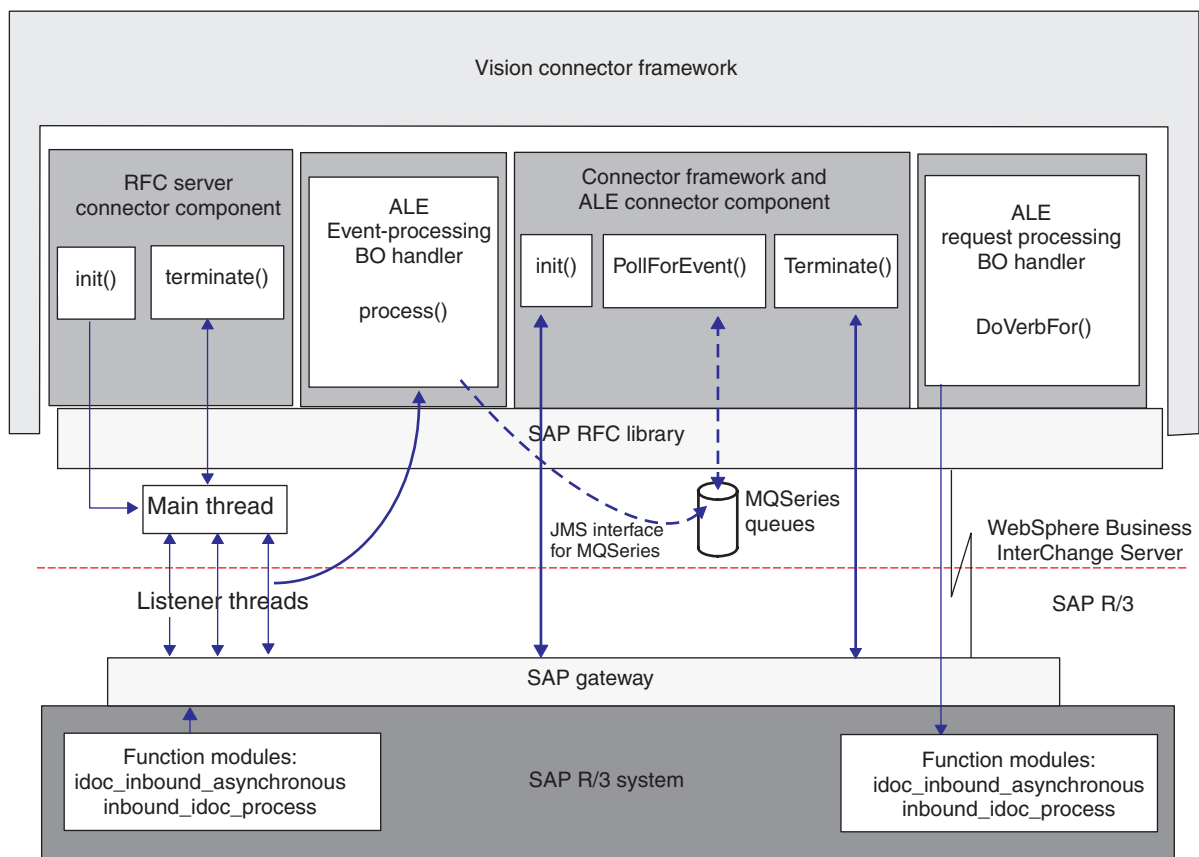 Vision connector framework
RFC server
connector component
init()
terminate()
ALE
Event-processing
BO handler
process()
Connector framework and
ALE connector component
init()
PollForEvent()
Terminate()
ALE
request processing
BO handler
DoVerbFor()
SAP RFC library
Main thread
JMS interface
for MQSeries
MQSeries
queues
WebSphere Business
InterChange Server
Listener threads
SAP R/3
SAP gateway
Function modules:
idoc_inbound_asynchronous
inbound_idoc_process
SAP R/3 system
Function modules:
idoc_inbound_asynchronous
inbound_idoc_process